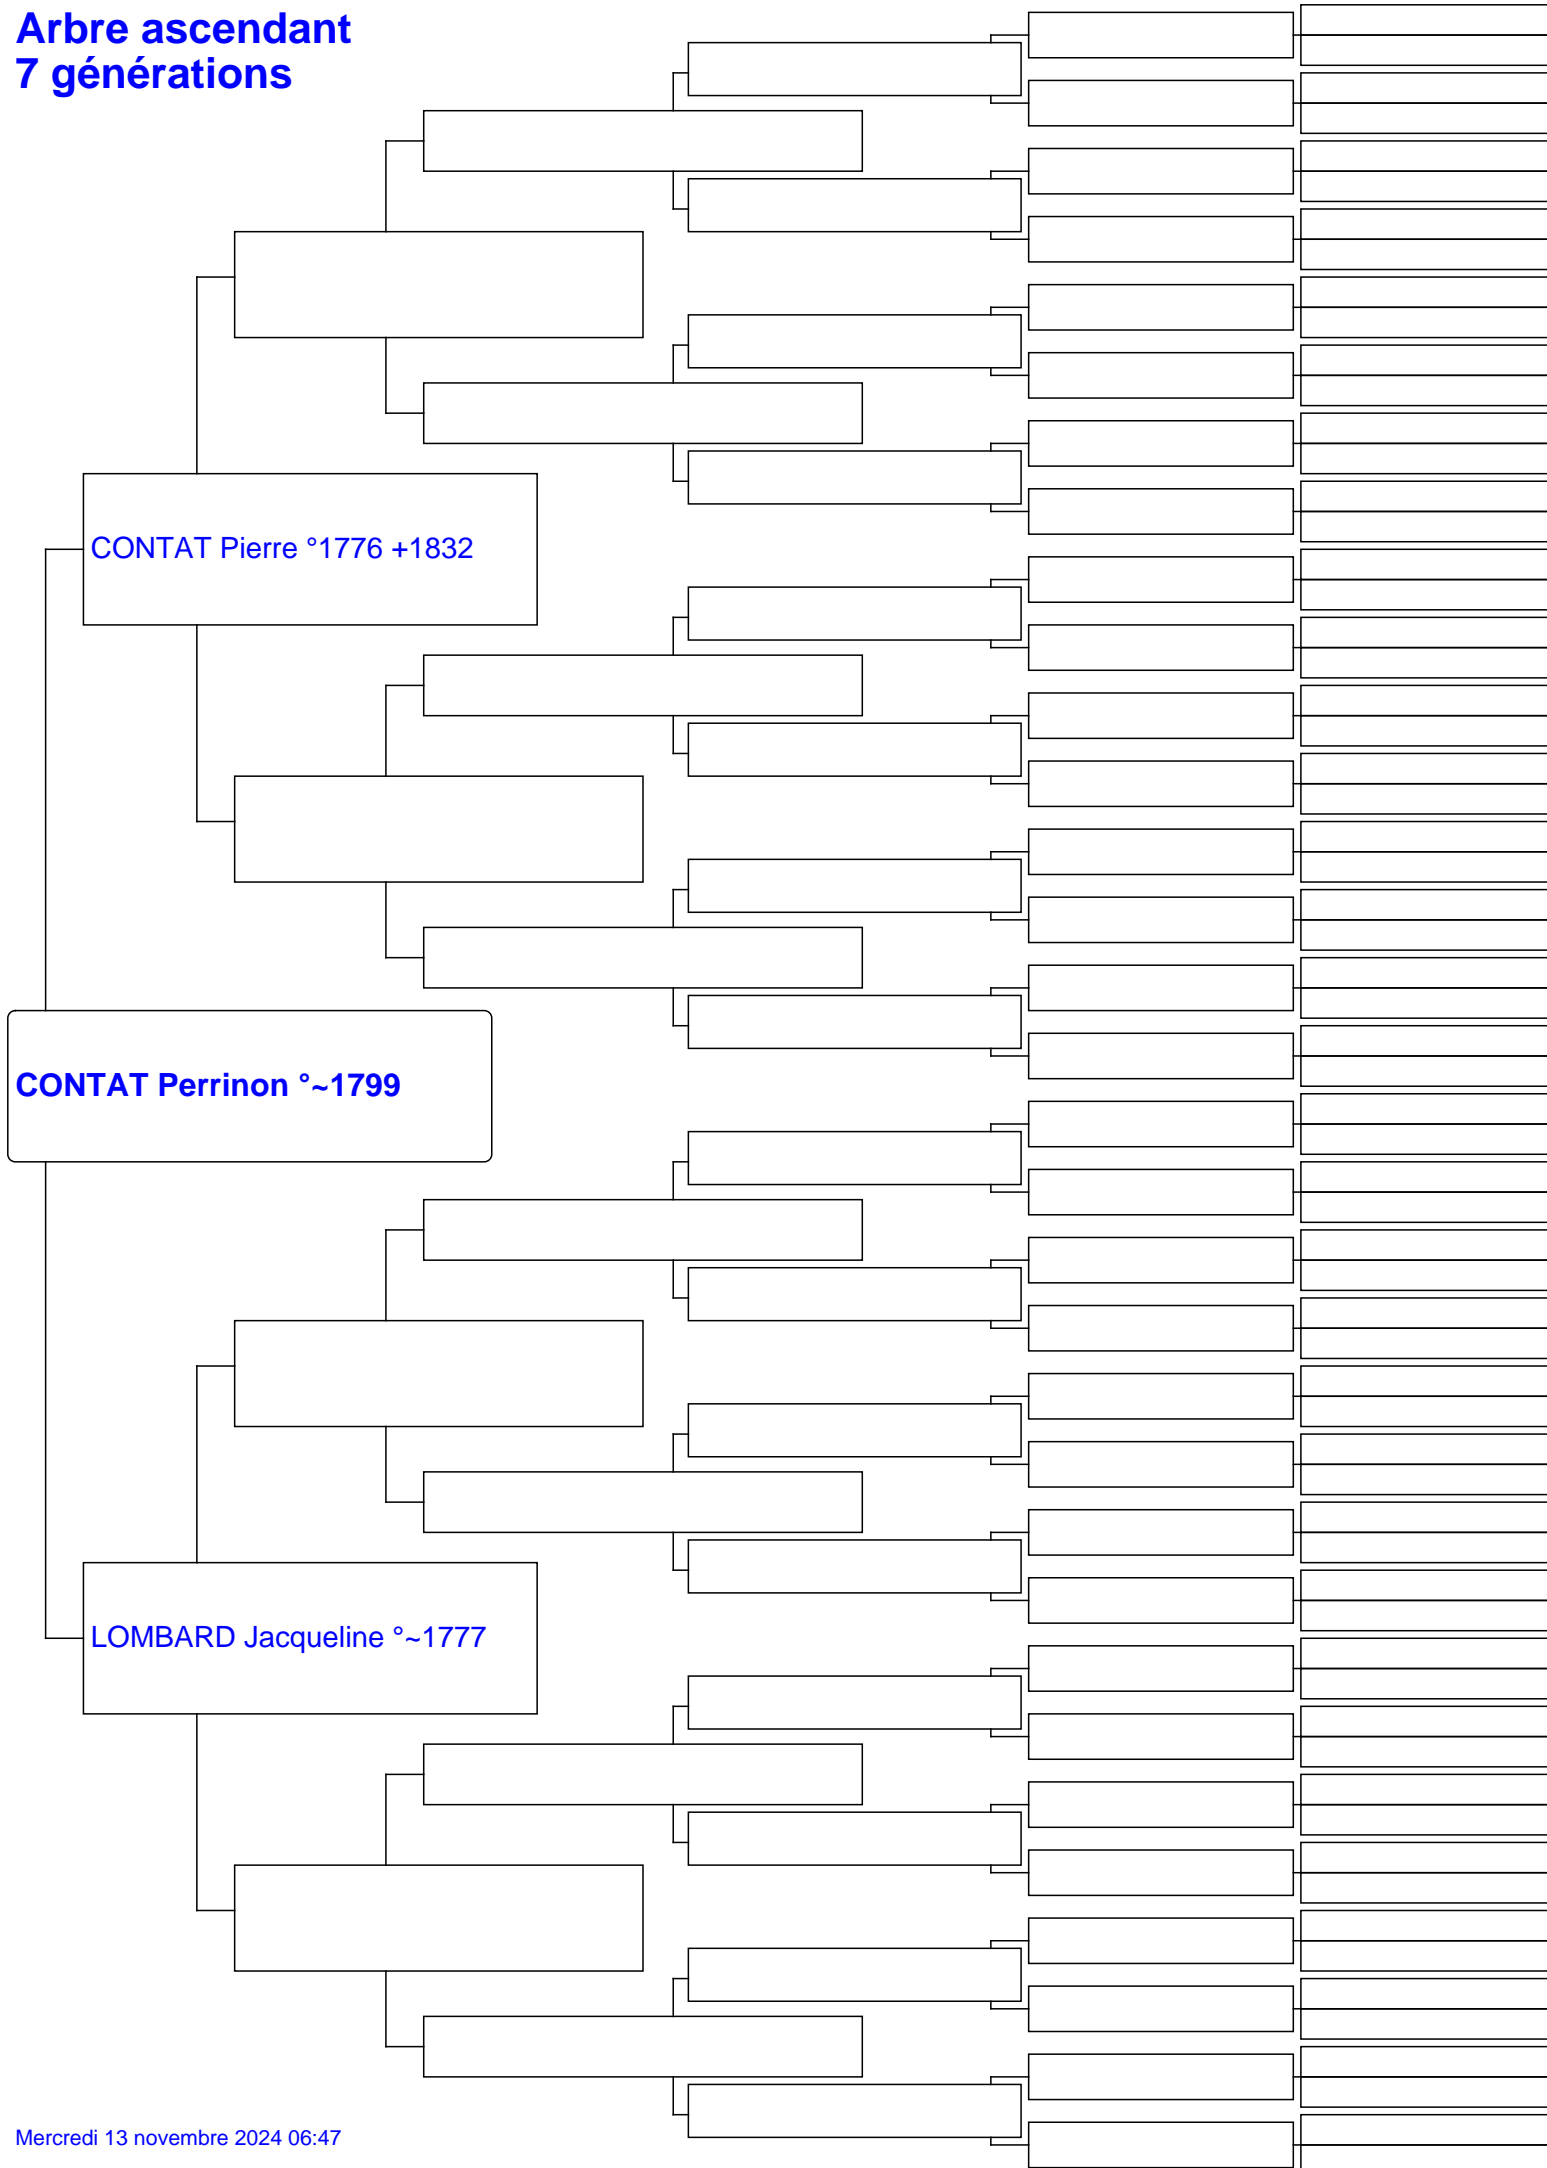 Arbre ascendant
7 générations
CONTAT Pierre °1776 +1832
CONTAT Perrinon °~1799
LOMBARD Jacqueline °~1777
Mercredi 13 novembre 2024 06:47